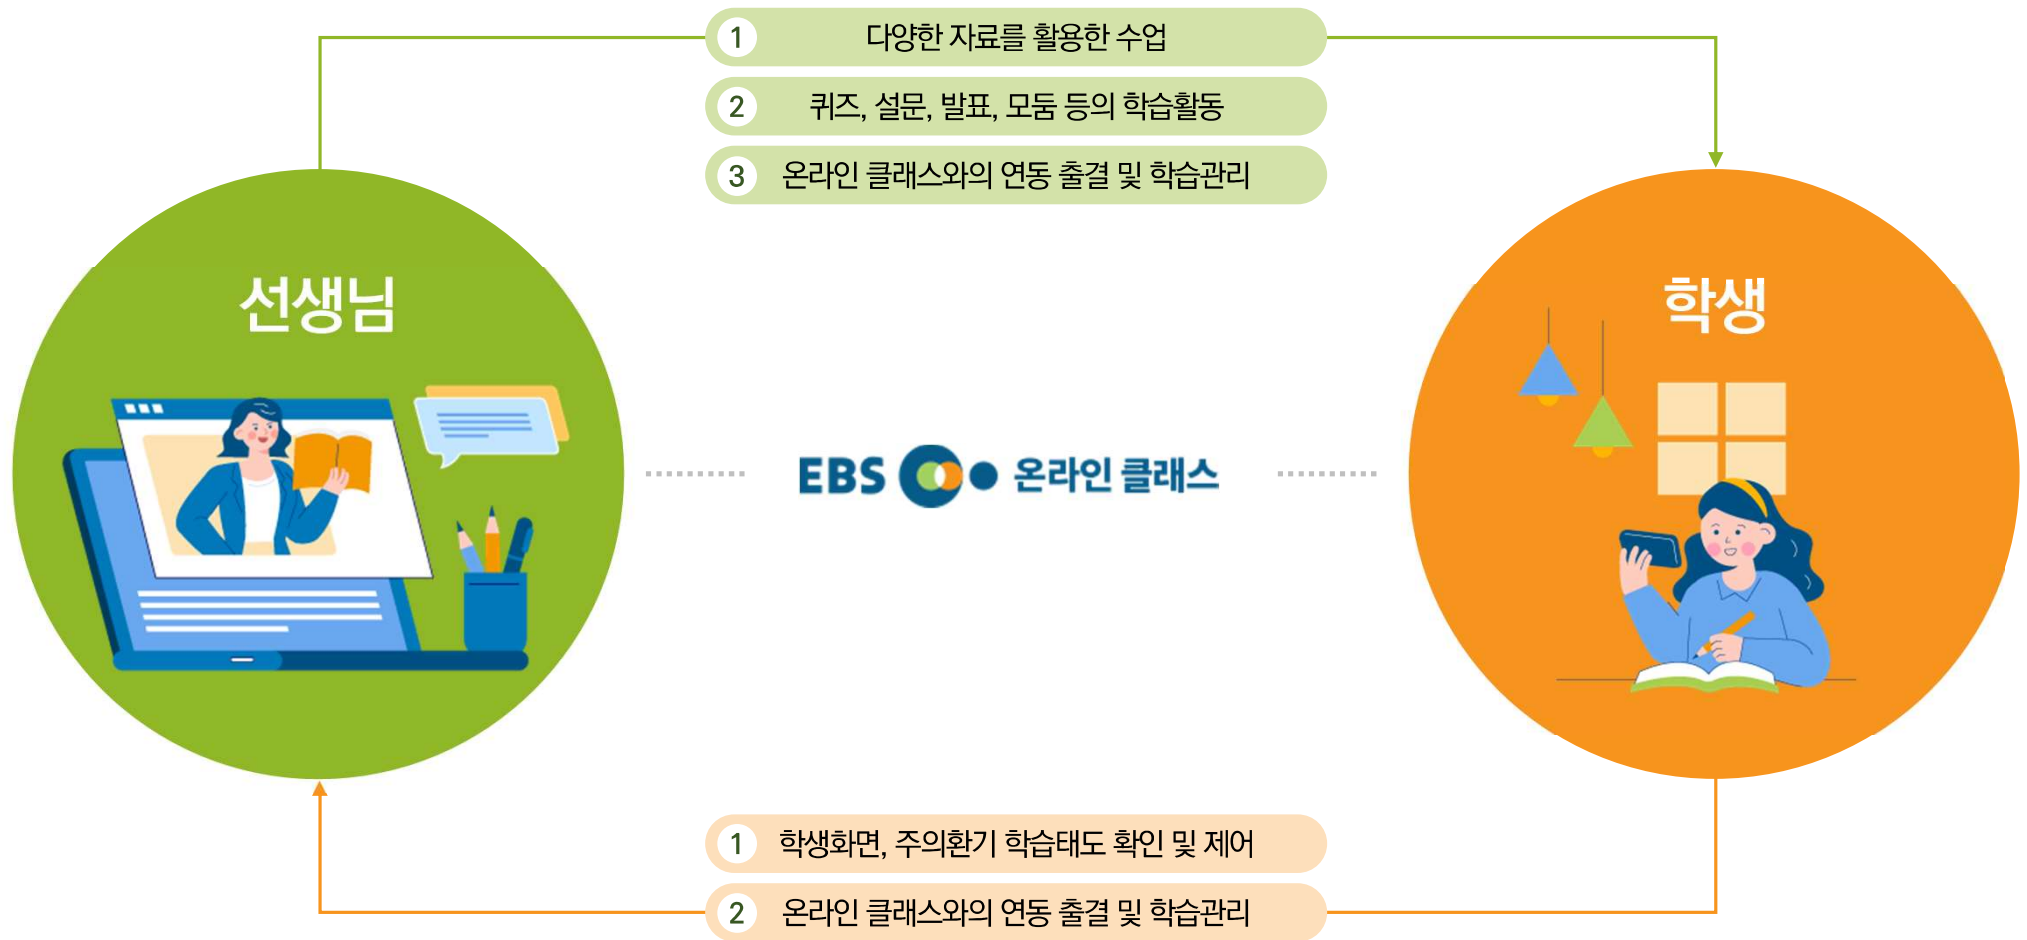 1 다양한 자료를 활용한 수업
2 퀴즈, 설문, 발표, 모둠 등의 학습활동
3 온라인 클래스와의 연동 출결 및 학습관리
선생님
학생
EBS 온라인 클래스
1 학생화면, 주의환기 학습태도 확인 및 제어
2 온라인 클래스와의 연동 출결 및 학습관리